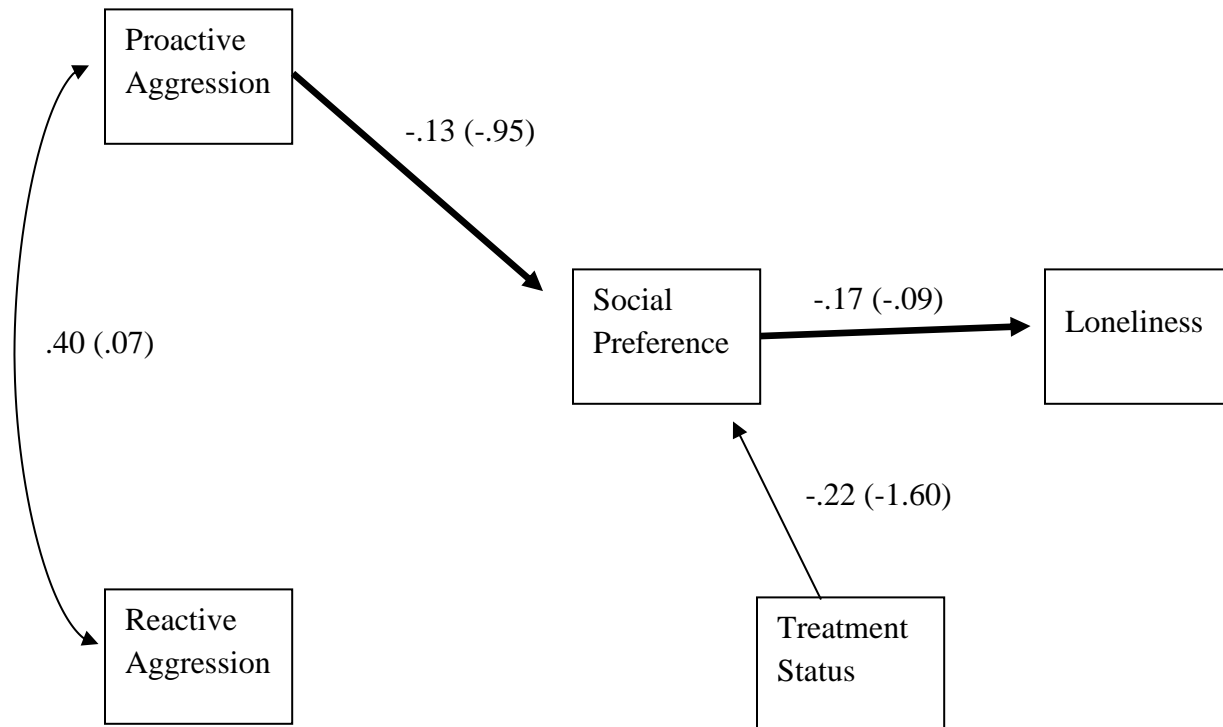 Proactive
Aggression
-.13 (-.95)
Social
Preference
-.17 (-.09)
Loneliness
.40 (.07)
-.22 (-1.60)
Reactive
Aggression
Treatment
Status